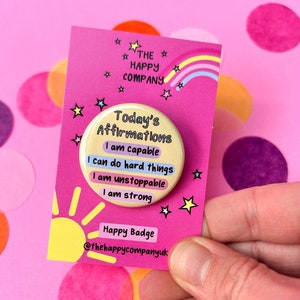 THE
HAPPY
COMPANY
Today's
Affirmations
I am capable
I can do hard things
I am unstoppable
I am strong
Happy Badge
@thehappycompanyuk